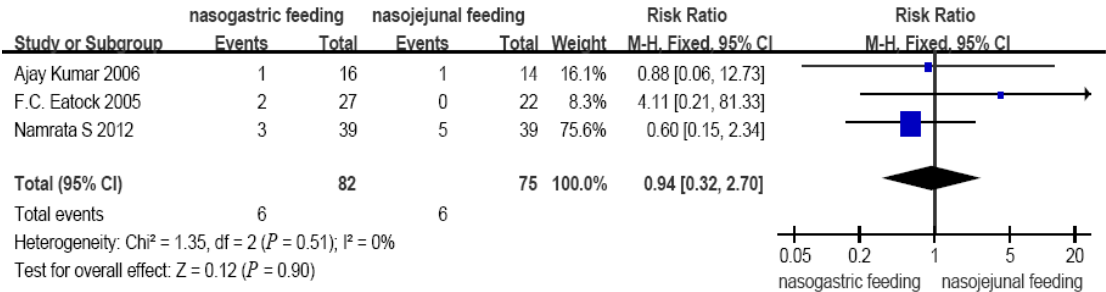 nasogastric feeding nasojejunal feeding Risk Ratio Risk Ratio
Study or Subgroup Events Total Events Total Weight M-H, Fixed, 95% CI M-H, Fixed, 95% CI
Ajay Kumar 2006 1 16 1 14 16.1% 0.88 [0.06, 12.73]
F.C. Eatock 2005 2 27 0 22 8.3% 4.11 [0.21, 81.33]
Namrata S 2012 3 39 5 39 75.6% 0.60 [0.15, 2.34]
Total (95% CI) 82 75 100.0% 0.94 [0.32, 2.70]
Total events 6 6
Heterogeneity: Chi² = 1.35, df = 2 (P = 0.51); I² = 0%
Test for overall effect: Z = 0.12 (P = 0.90)
0.05 0.2 1 5 20
nasogastric feeding nasojejunal feeding